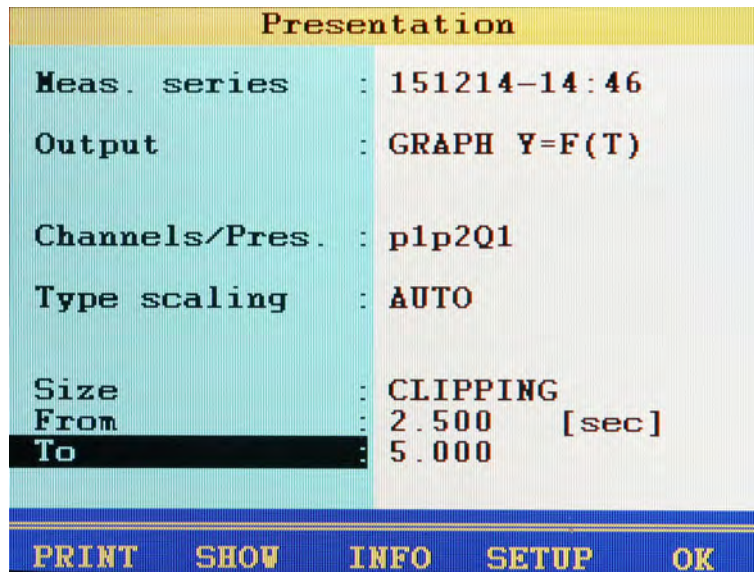 Presentation
Meas. series : 151214-14:46
Output : GRAPH Y=F(T)
Channels/Pres. : p1p2Q1
Type scaling : AUTO
Size : CLIPPING
From : 2.500 [sec]
To : 5.000
PRINT SHOW INFO SETUP OK